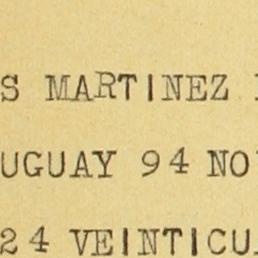 S MARTINEZ
UGUAY 94 NO
24 VEINTICU